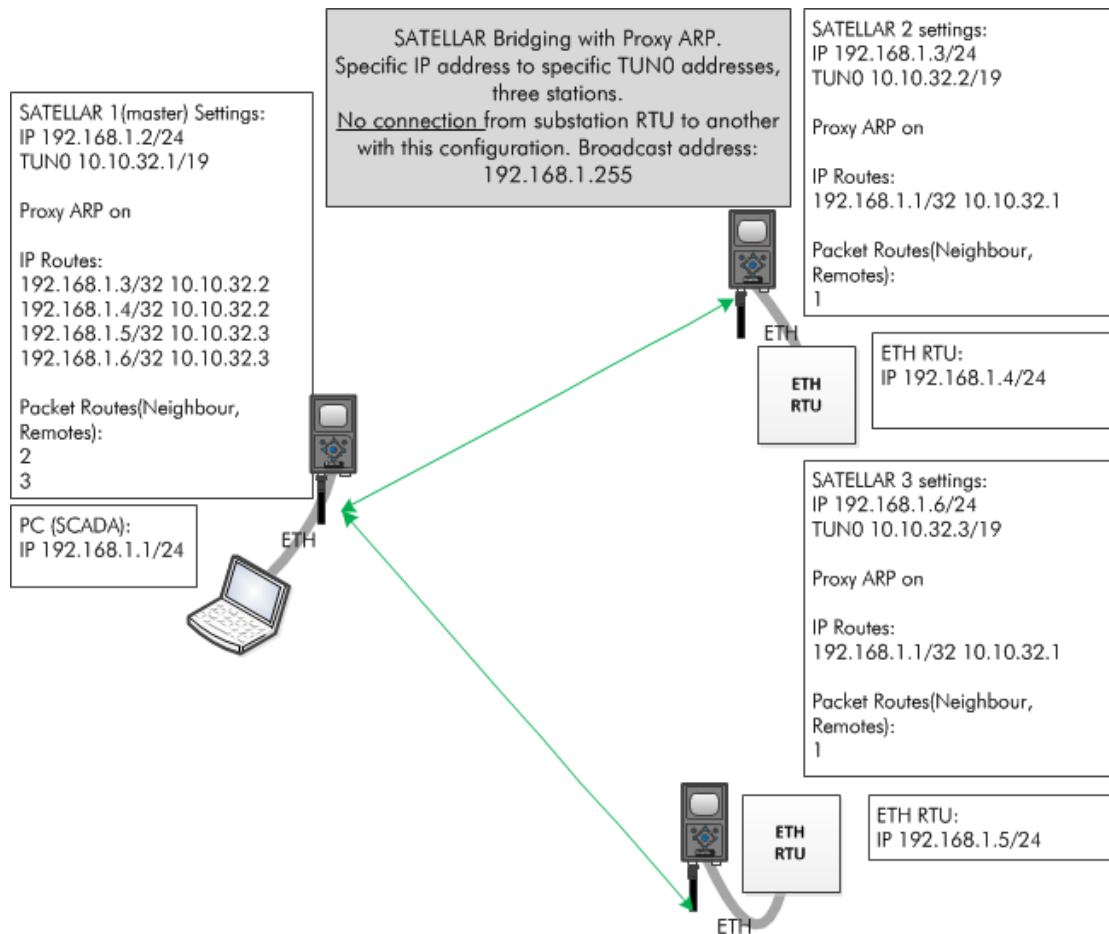 SATELLAR Bridging with Proxy ARP.
Specific IP address to specific TUN0 addresses,
three stations.
No connection from substation RTU to another
with this configuration. Broadcast address:
192.168.1.255
SATELLAR 1(master) Settings:
IP 192.168.1.2/24
TUN0 10.10.32.1/19
Proxy ARP on
IP Routes:
192.168.1.3/32 10.10.32.2
192.168.1.4/32 10.10.32.2
192.168.1.5/32 10.10.32.3
192.168.1.6/32 10.10.32.3
Packet Routes(Neighbour,
Remotes):
2
3
PC (SCADA):
IP 192.168.1.1/24
ETH
SATELLAR 2 settings:
IP 192.168.1.3/24
TUN0 10.10.32.2/19
Proxy ARP on
IP Routes:
192.168.1.1/32 10.10.32.1
Packet Routes(Neighbour,
Remotes):
1
ETH
ETH
RTU
ETH RTU:
IP 192.168.1.4/24
SATELLAR 3 settings:
IP 192.168.1.6/24
TUN0 10.10.32.3/19
Proxy ARP on
IP Routes:
192.168.1.1/32 10.10.32.1
Packet Routes(Neighbour,
Remotes):
1
ETH
RTU
ETH RTU:
IP 192.168.1.5/24
ETH